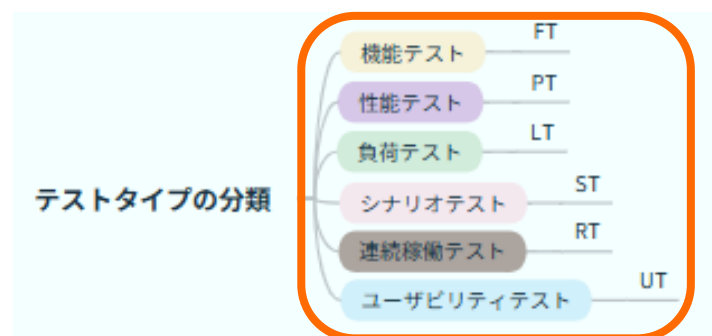 機能テスト FT
性能テスト PT
負荷テスト LT
テストタイプの分類
シナリオテスト ST
連続稼働テスト RT
ユーザビリティテスト UT